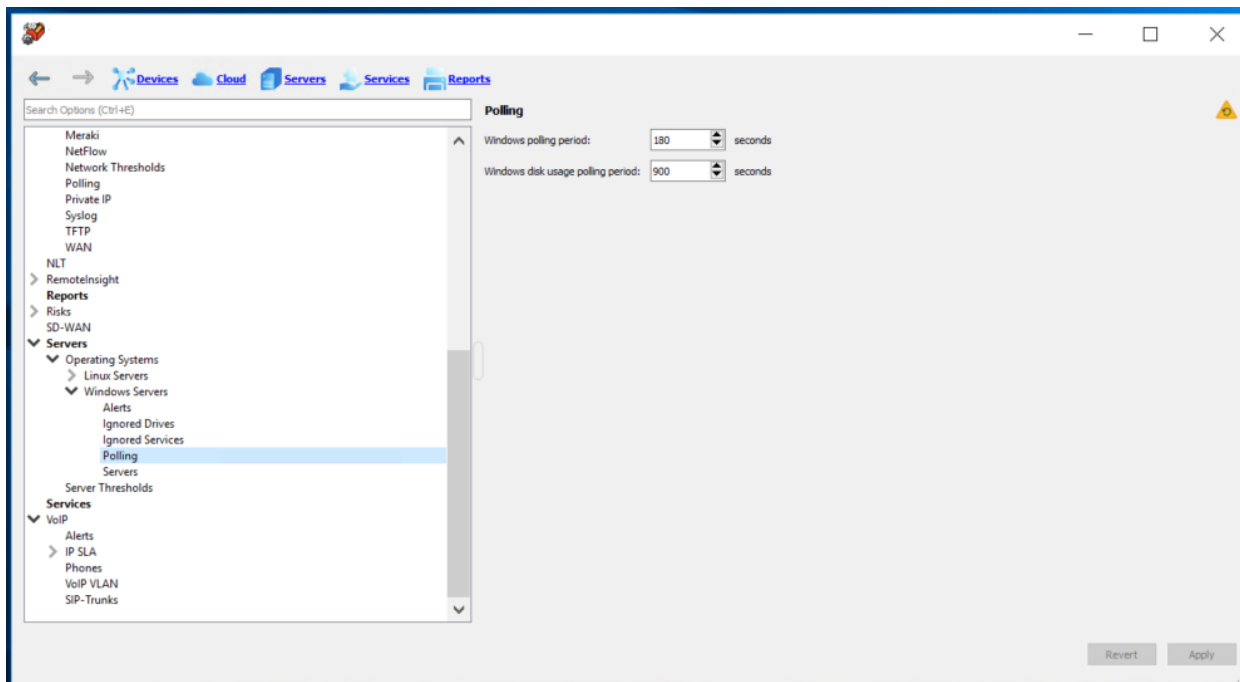 Devices Cloud Servers Services Reports
Search Options (Ctrl+E)
Meraki
NetFlow
Network Thresholds
Polling
Private IP
Syslog
TFTP
WAN
NLT
RemoteInsight
Reports
Risks
SD-WAN
Servers
Operating Systems
Linux Servers
Windows Servers
Alerts
Ignored Drives
Ignored Services
Polling
Servers
Server Thresholds
Services
VoIP
Alerts
IP SLA
Phones
VoIP VLAN
SIP-Trunks
Polling
Windows polling period: 180 seconds
Windows disk usage polling period: 900 seconds
Revert Apply